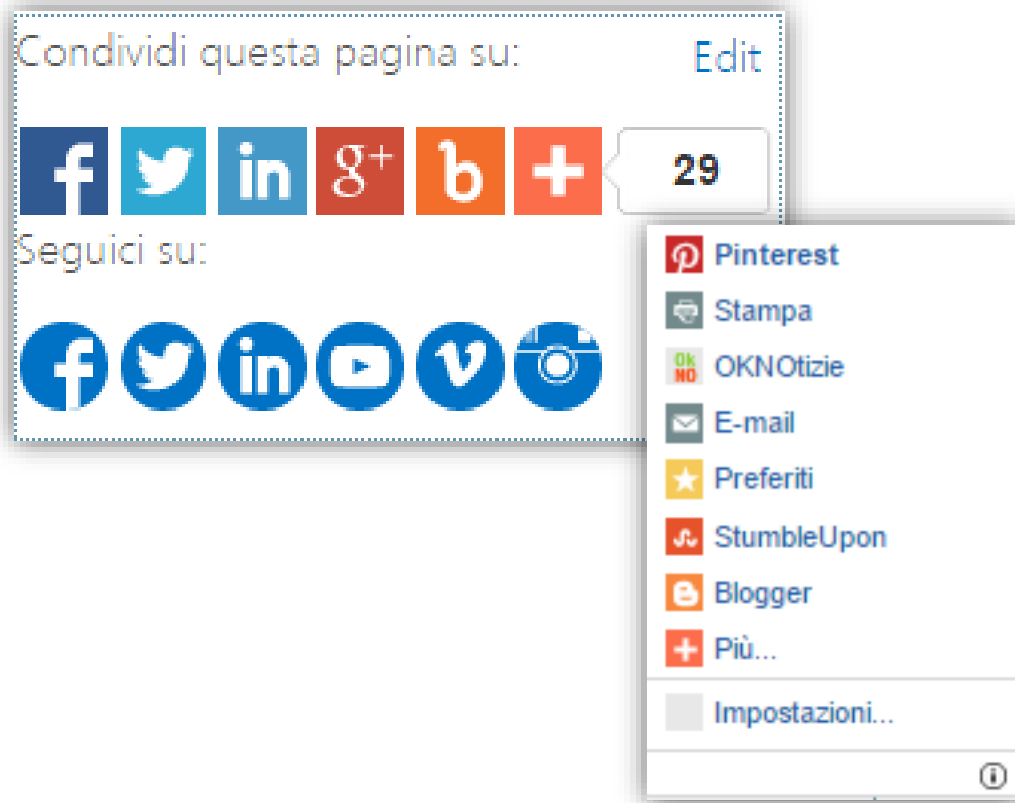 Condividi questa pagina su:
Edit
29
Seguici su:
Pinterest
Stampa
OKNOtizie
E-mail
Preferiti
StumbleUpon
Blogger
Più...
Impostazioni...